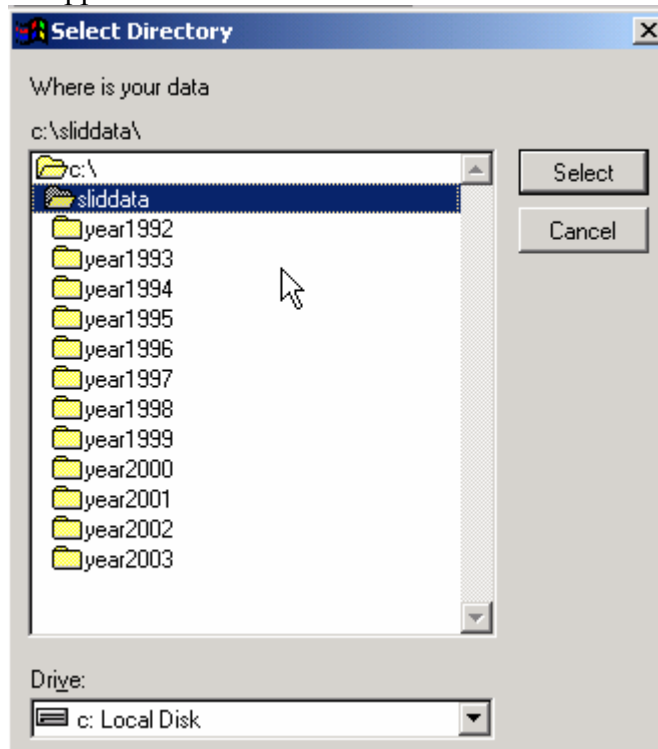 Select Directory
Where is your data
c:\sliddata\
c:\
Select
sliddata
year1992
Cancel
year1993
year1994
year1995
year1996
year1997
year1998
year1999
year2000
year2001
year2002
year2003
Drive:
c: Local Disk